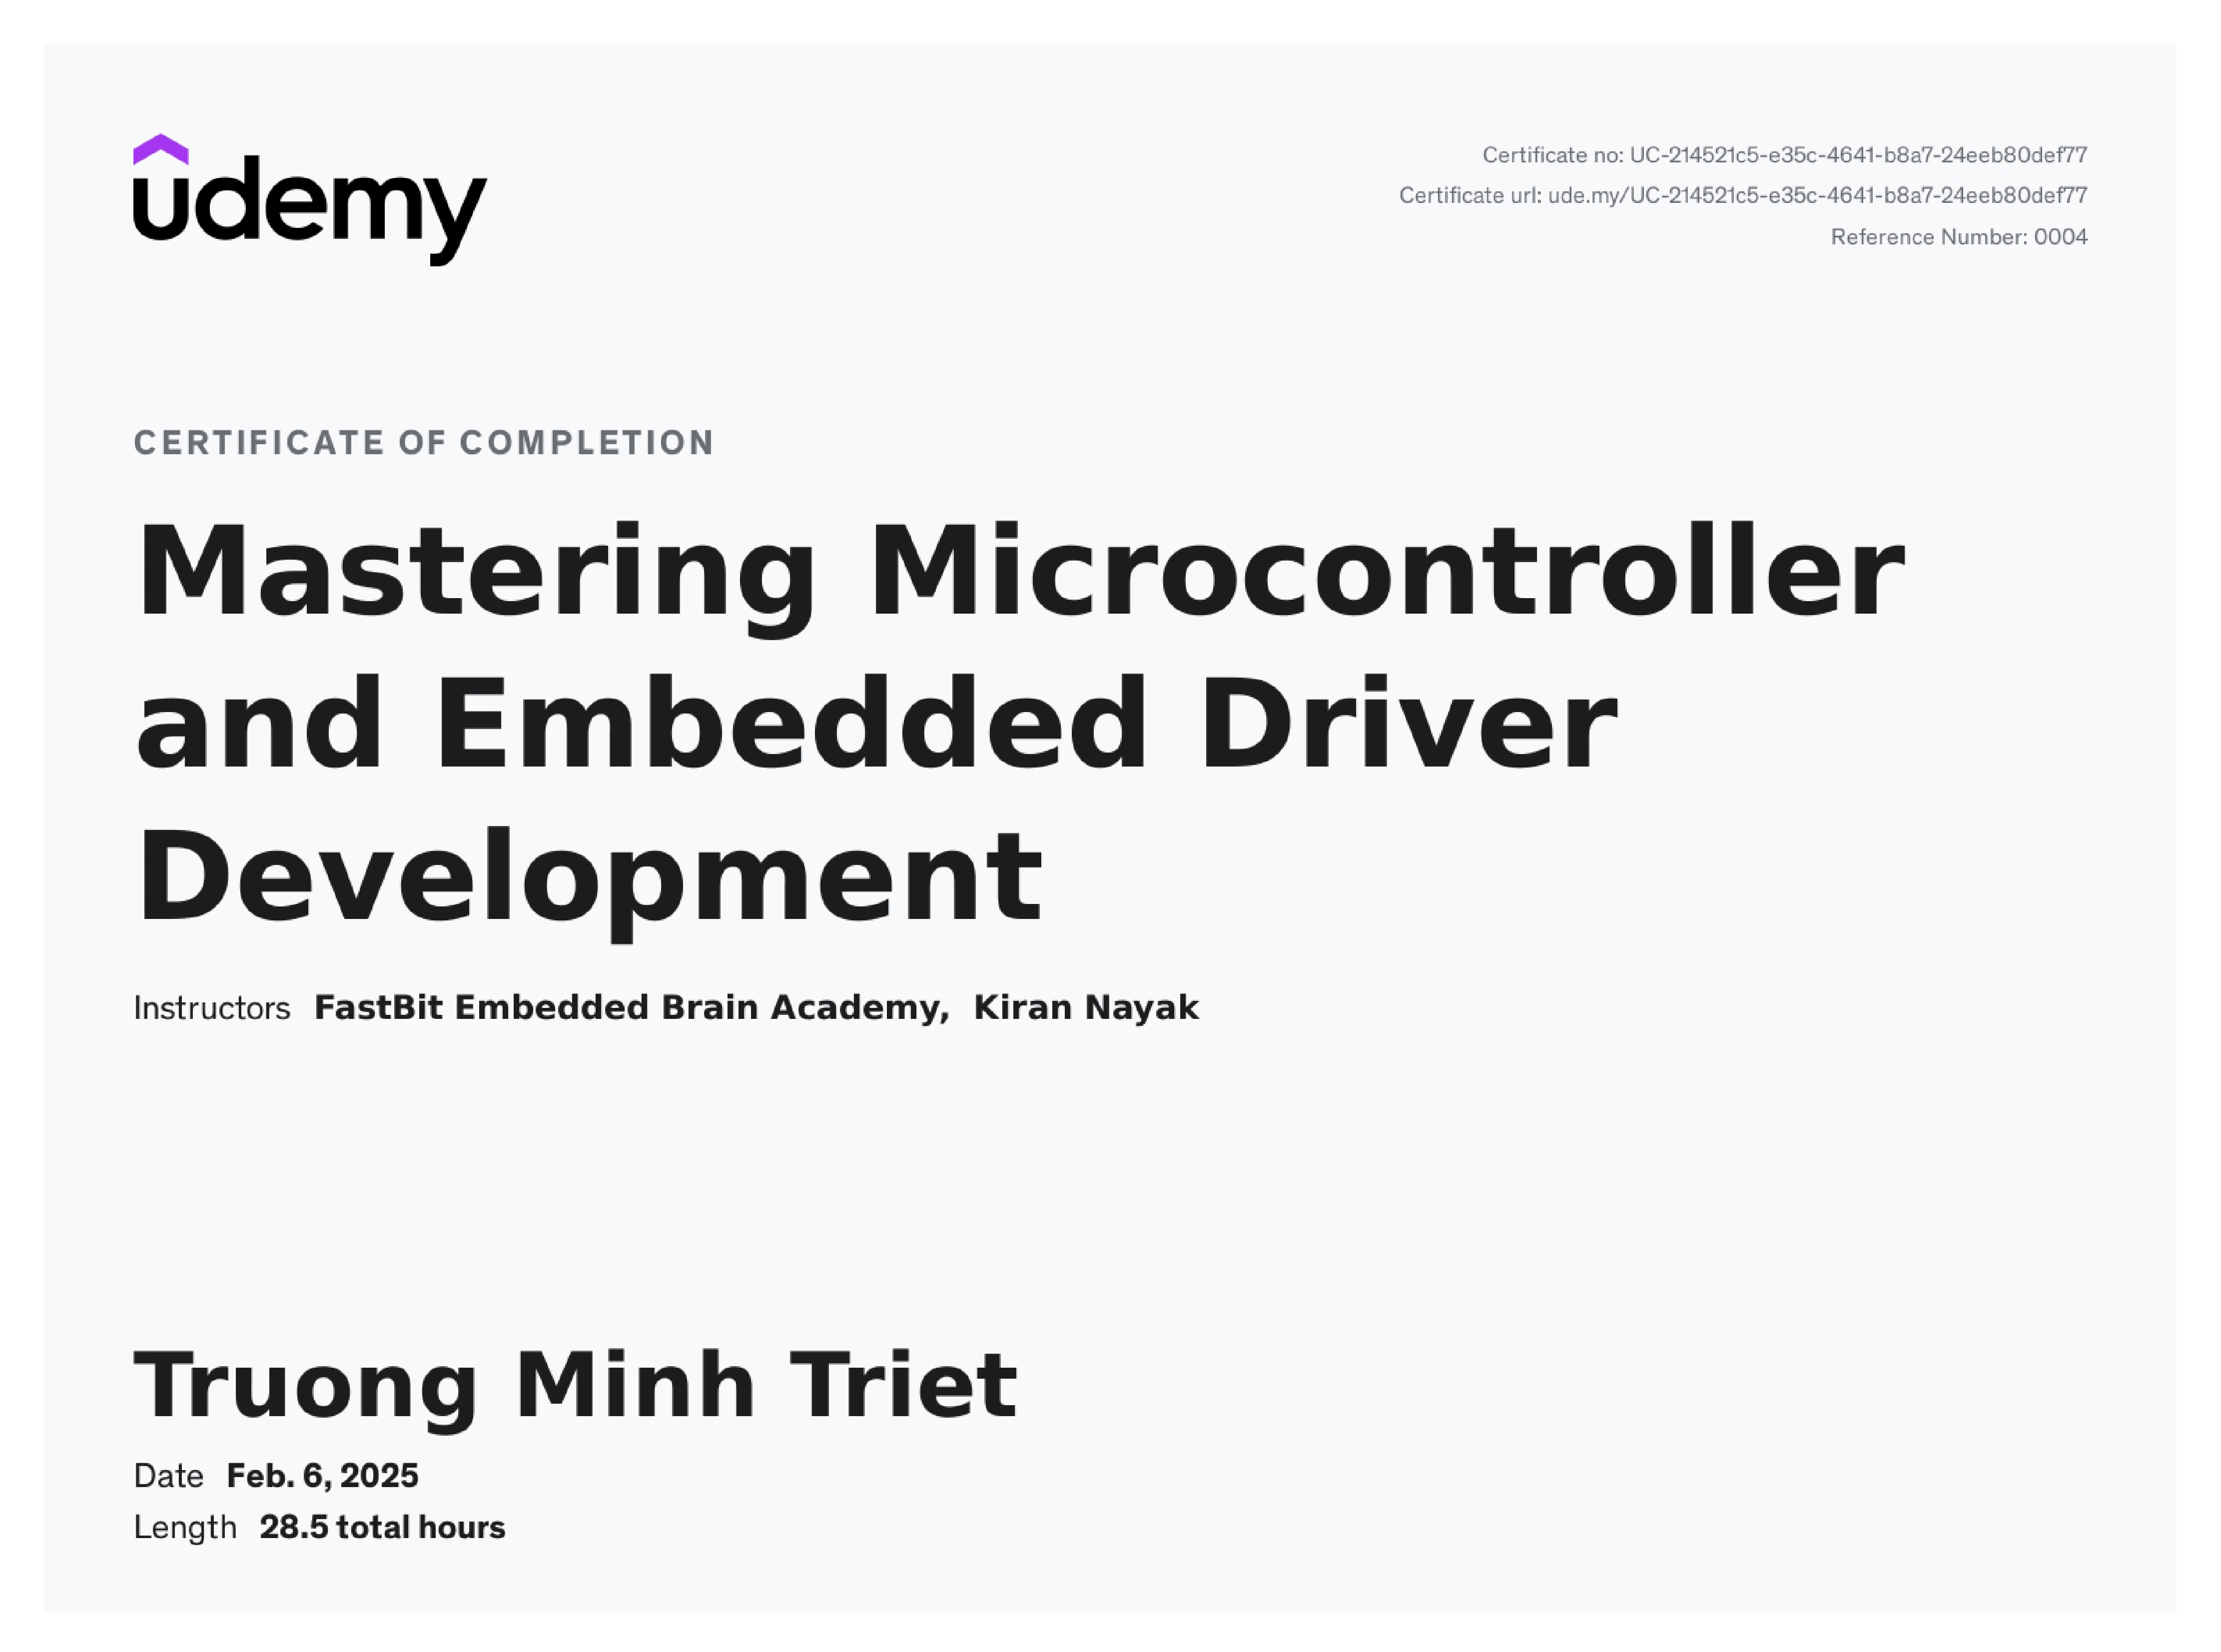 udemy
Certificate no: UC-214521c5-e35c-4641-b8a7-24eeb80def77
Certificate url: ude.my/UC-214521c5-e35c-4641-b8a7-24eeb80def77
Reference Number: 0004
CERTIFICATE OF COMPLETION
Mastering Microcontroller
and Embedded Driver
Development
Instructors FastBit Embedded Brain Academy, Kiran Nayak
Truong Minh Triet
Date Feb. 6, 2025
Length 28.5 total hours